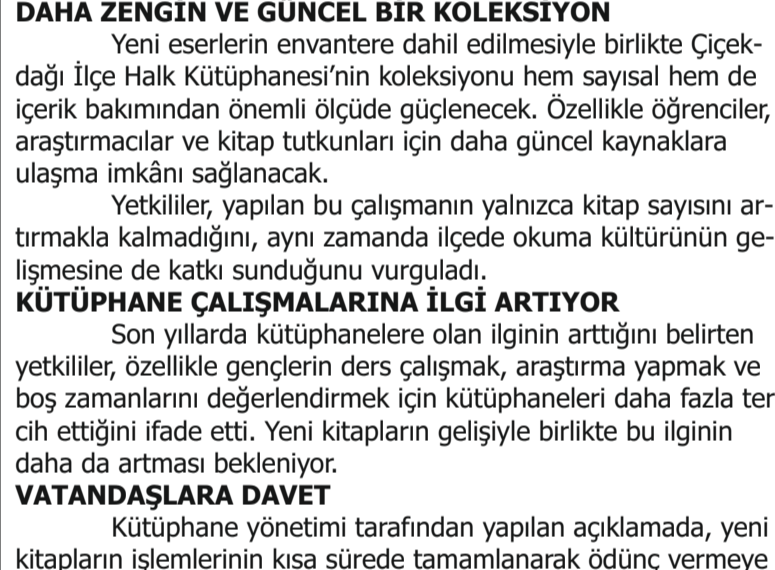 DAHA ZENGİN VE GÜNCEL BİR KOLEKSİYON
Yeni eserlerin envantere dahil edilmesiyle birlikte Çiçek-
dağı İlçe Halk Kütüphanesi'nin koleksiyonu hem sayısal hem de
içerik bakımından önemli ölçüde güçlenecek. Özellikle öğrenciler,
araştırmacılar ve kitap tutkunları için daha güncel kaynaklara
ulaşma imkânı sağlanacak.
Yetkililer, yapılan bu çalışmanın yalnızca kitap sayısını ar-
tırmakla kalmadığını, aynı zamanda ilçede okuma kültürünün ge-
lişmesine de katkı sunduğunu vurguladı.
KÜTÜPHANE ÇALIŞMALARINA İLGİ ARTIYOR
Son yıllarda kütüphanelere olan ilginin arttığını belirten
yetkililer, özellikle gençlerin ders çalışmak, araştırma yapmak ve
boş zamanlarını değerlendirmek için kütüphaneleri daha fazla ter
cih ettiğini ifade etti. Yeni kitapların gelişiyle birlikte bu ilginin
daha da artması bekleniyor.
VATANDAŞLARA DAVET
Kütüphane yönetimi tarafından yapılan açıklamada, yeni
kitapların işlemlerinin kısa sürede tamamlanarak ödünç vermeye